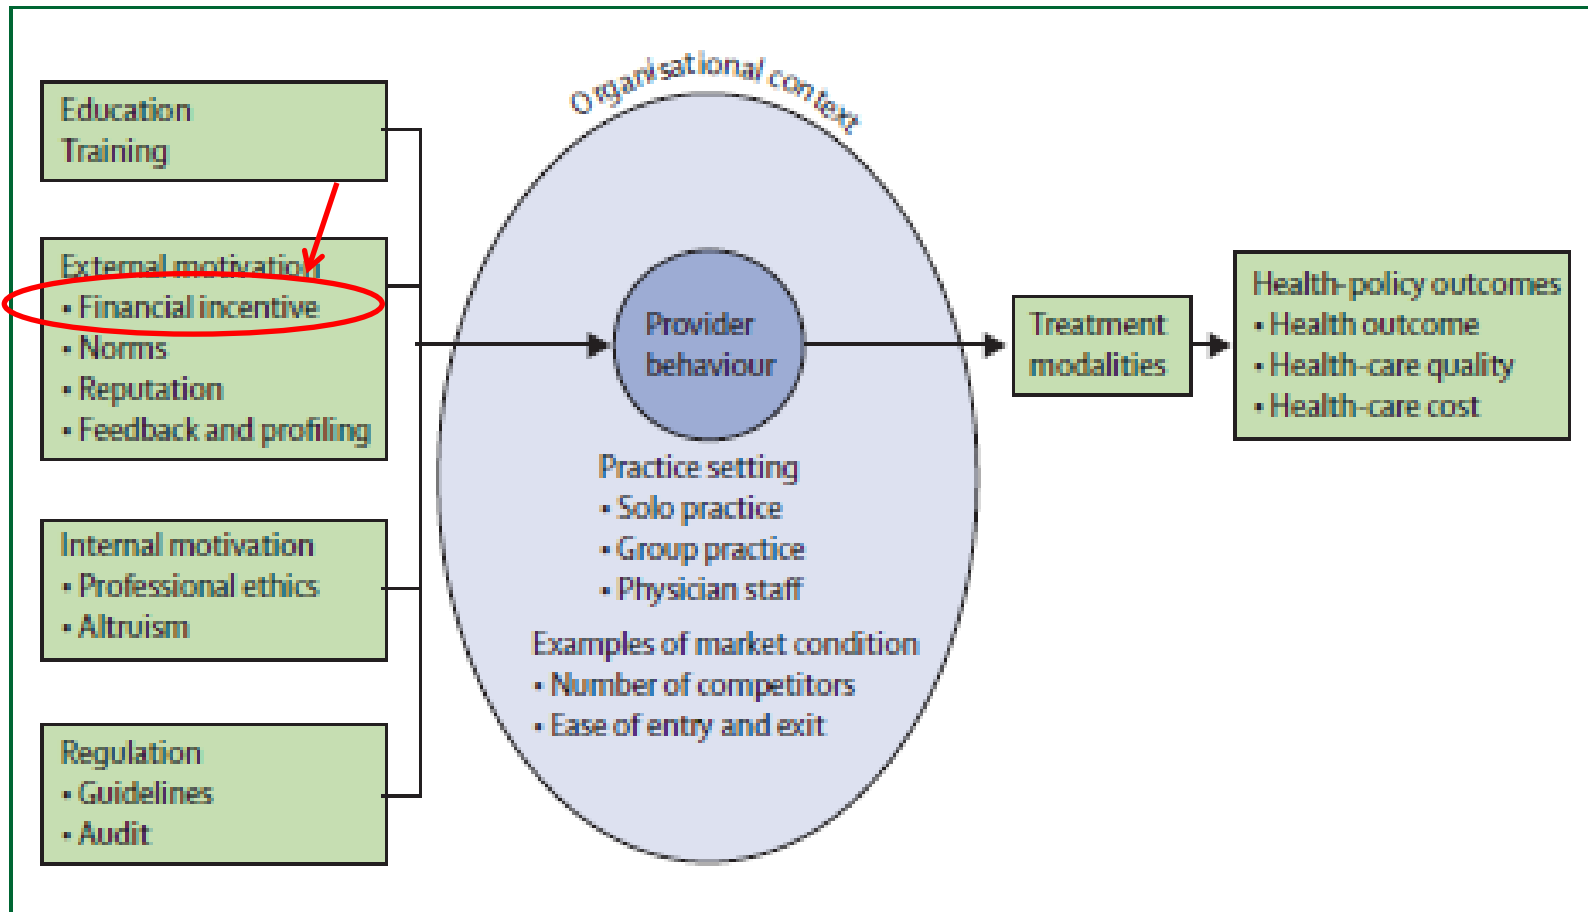 Education
Training
External motivation
• Financial incentive
• Norms
• Reputation
• Feedback and profiling
Internal motivation
• Professional ethics
• Altruism
Regulation
• Guidelines
• Audit
Organisational context
Provider
behaviour
Practice setting
• Solo practice
• Group practice
• Physician staff
Examples of market condition
• Number of competitors
• Ease of entry and exit
Treatment
modalities
Health-policy outcomes
• Health outcome
• Health-care quality
• Health-care cost